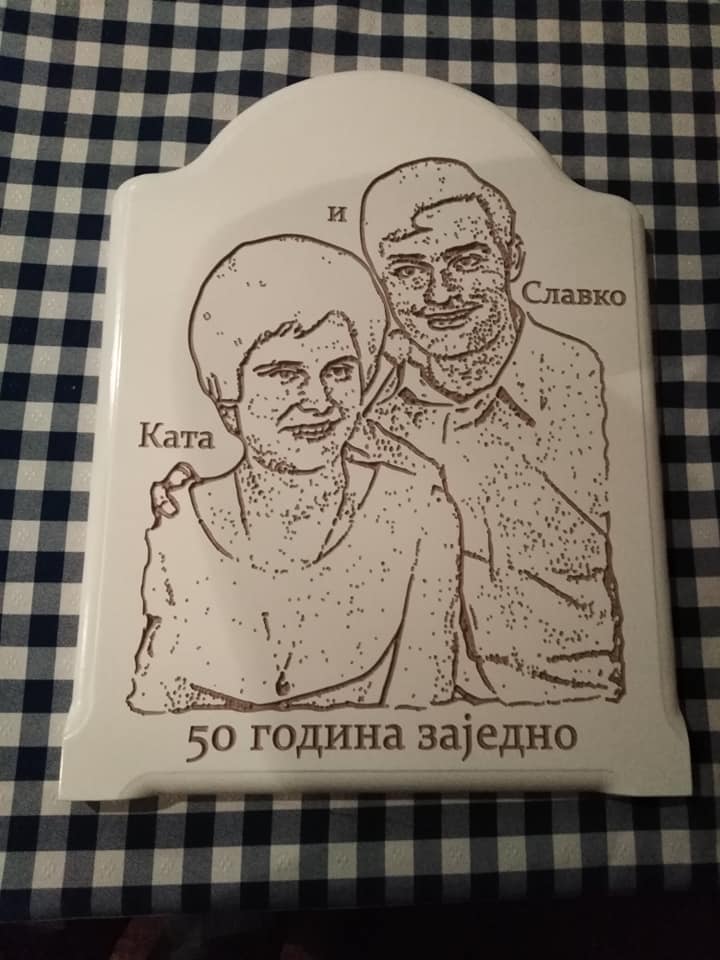 Ката
и
Славко
50 година заједно